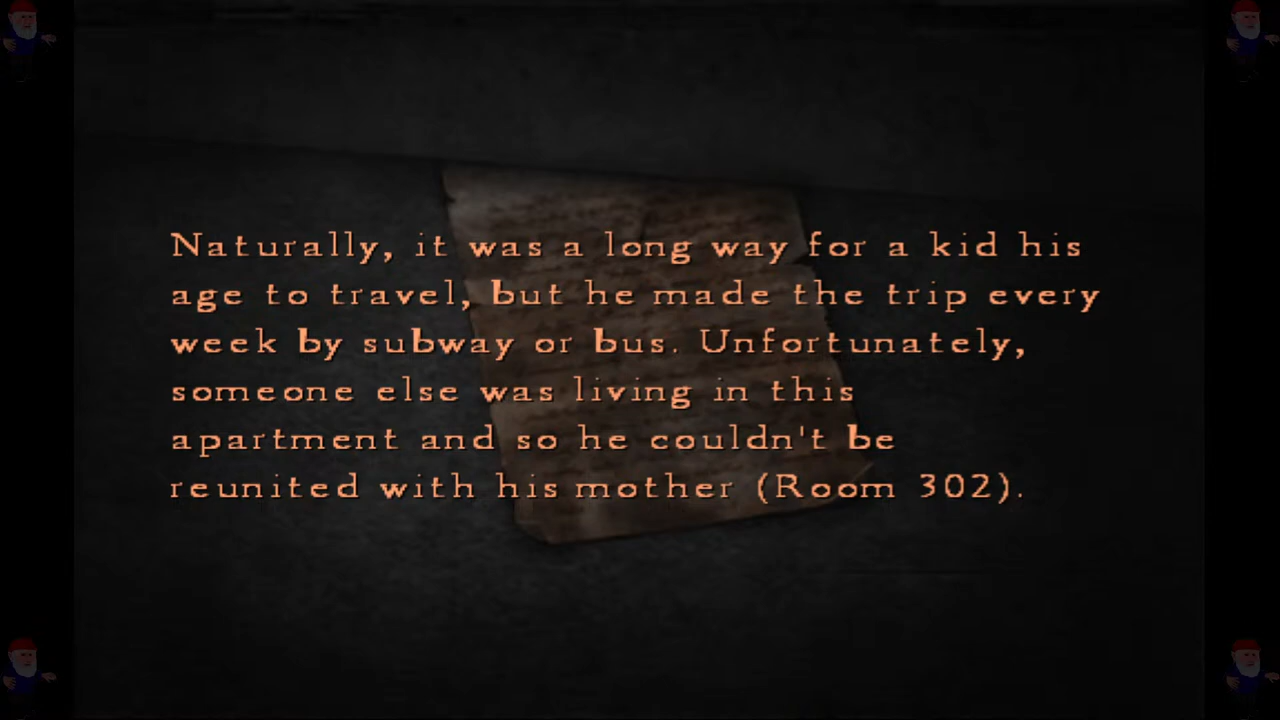 Naturally, it was a long way for a kid his
age to travel, but he made the trip every
week by subway or bus. Unfortunately,
someone else was living in this
apartment and so he couldn't be
reunited with his mother (Room 302).